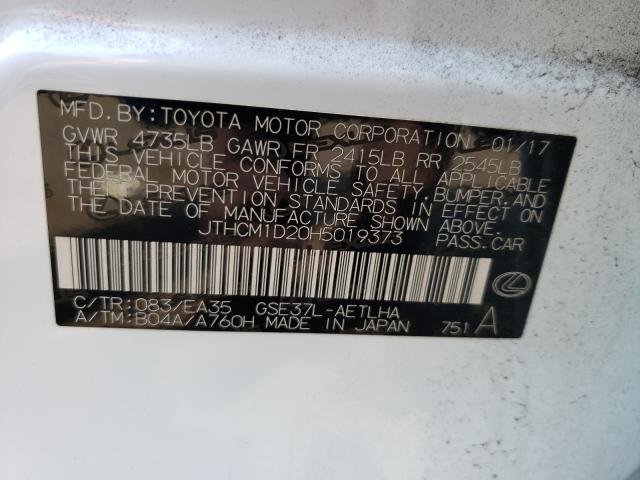 MFD. BY: TOYOTA MOTOR CORPORATION 01/17
GVWR 4735LB GAWR FR 2415LB RR 2545LB
THIS VEHICLE CONFORMS TO ALL APPLICABLE
FEDERAL MOTOR VEHICLE SAFETY, BUMPER, AND
THEFT PREVENTION STANDARDS IN EFFECT ON
THE DATE OF MANUFACTURE SHOWN ABOVE.
JTHCM1D20H5019373 PASS.CAR
C/TR: 083/EA35 GSE37L-AETLHA
A/TM: B04A/A760H MADE IN JAPAN 751 A